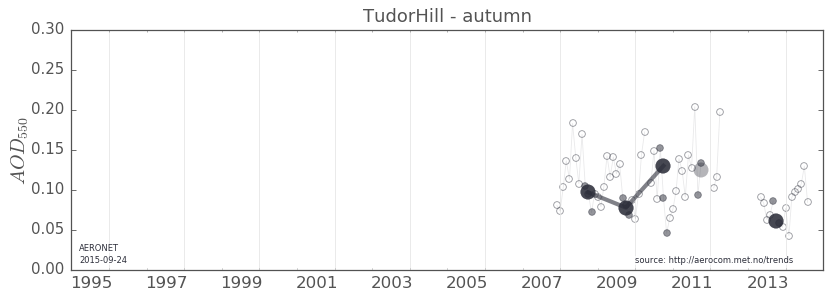 TudorHill - autumn
0.30
0.25
0.20
0.15
0.10
0.05
0.00
AOD550
AERONET
2015-09-24
source: http://aerocom.met.no/trends
1995 1997 1999 2001 2003 2005 2007 2009 2011 2013